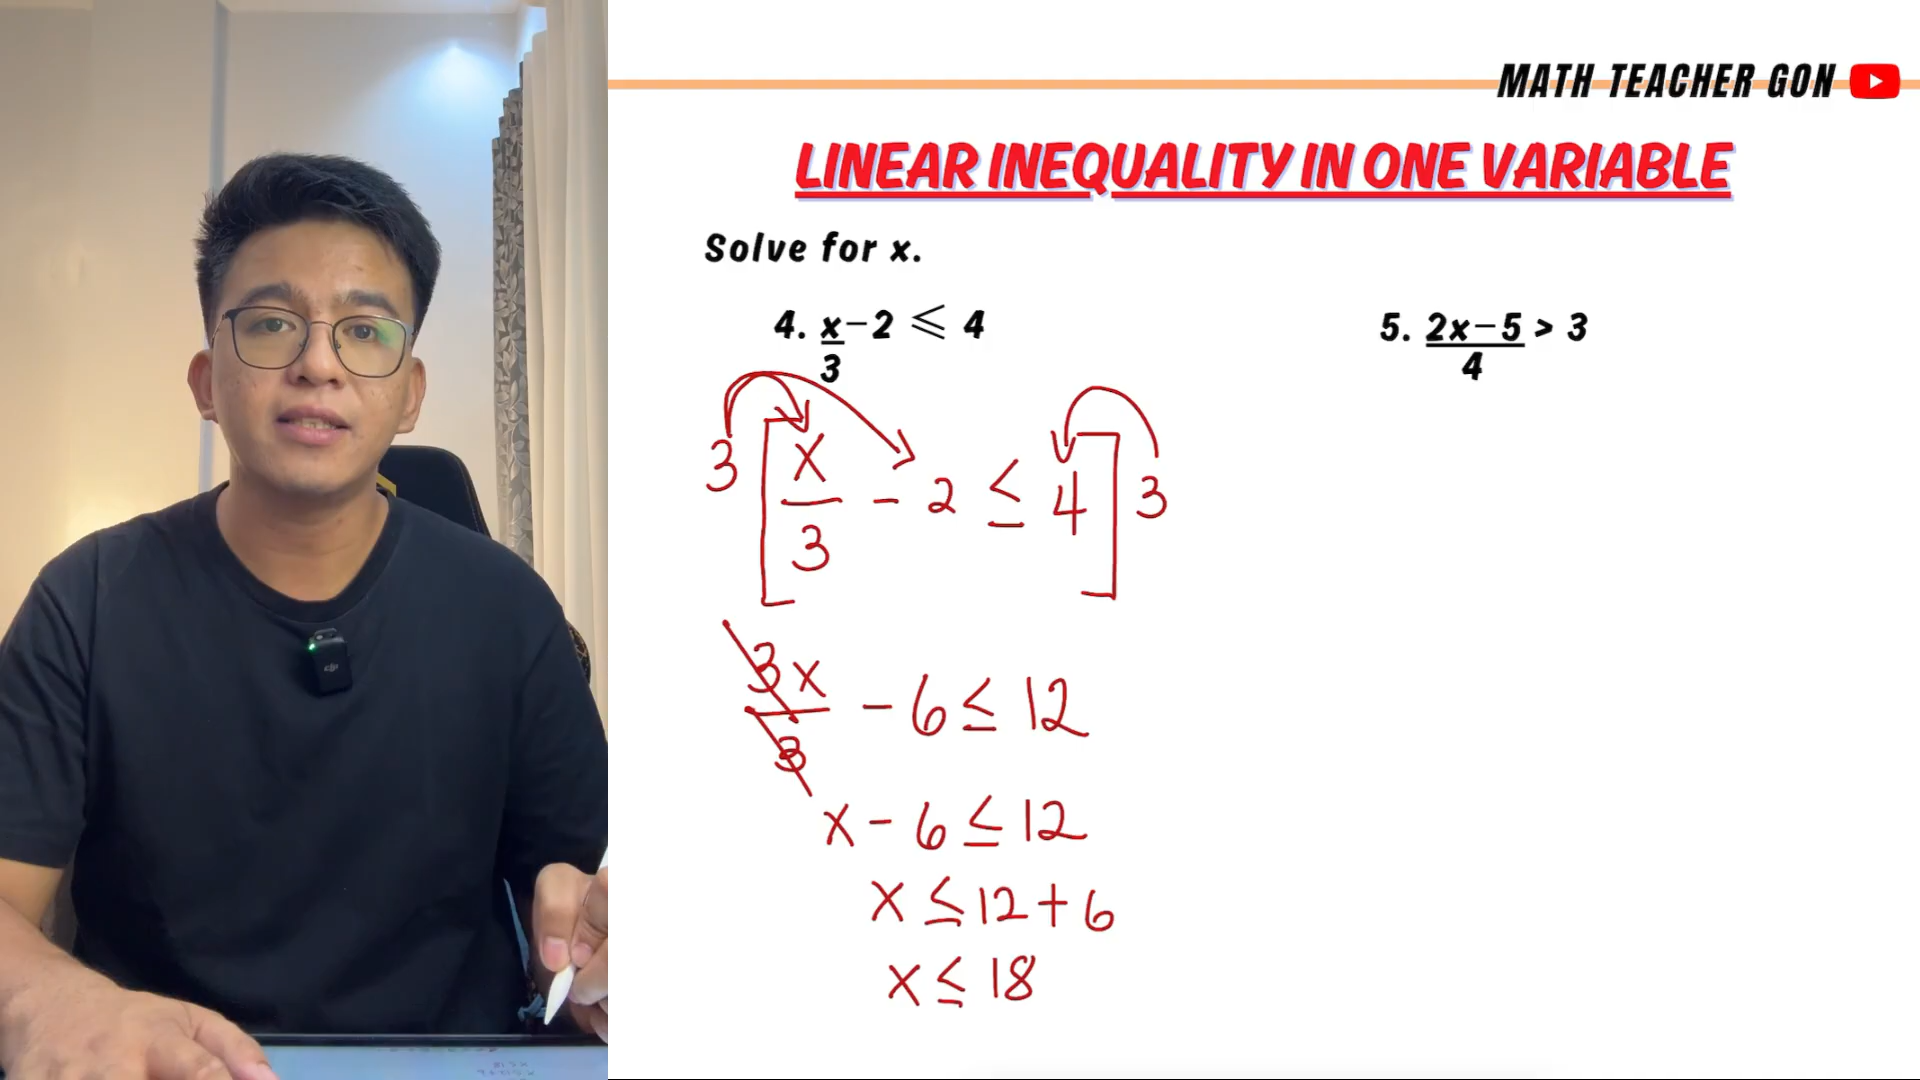 MATH TEACHER GON
LINEAR INEQUALITY IN ONE VARIABLE
Solve for x.
4. x/3 - 2 ⩽ 4
5. 2x-5/4 > 3
3 [x/3 - 2 ≤ 4] 3
3x/3 - 6 ≤ 12
x - 6 ≤ 12
x ≤ 12 + 6
x ≤ 18